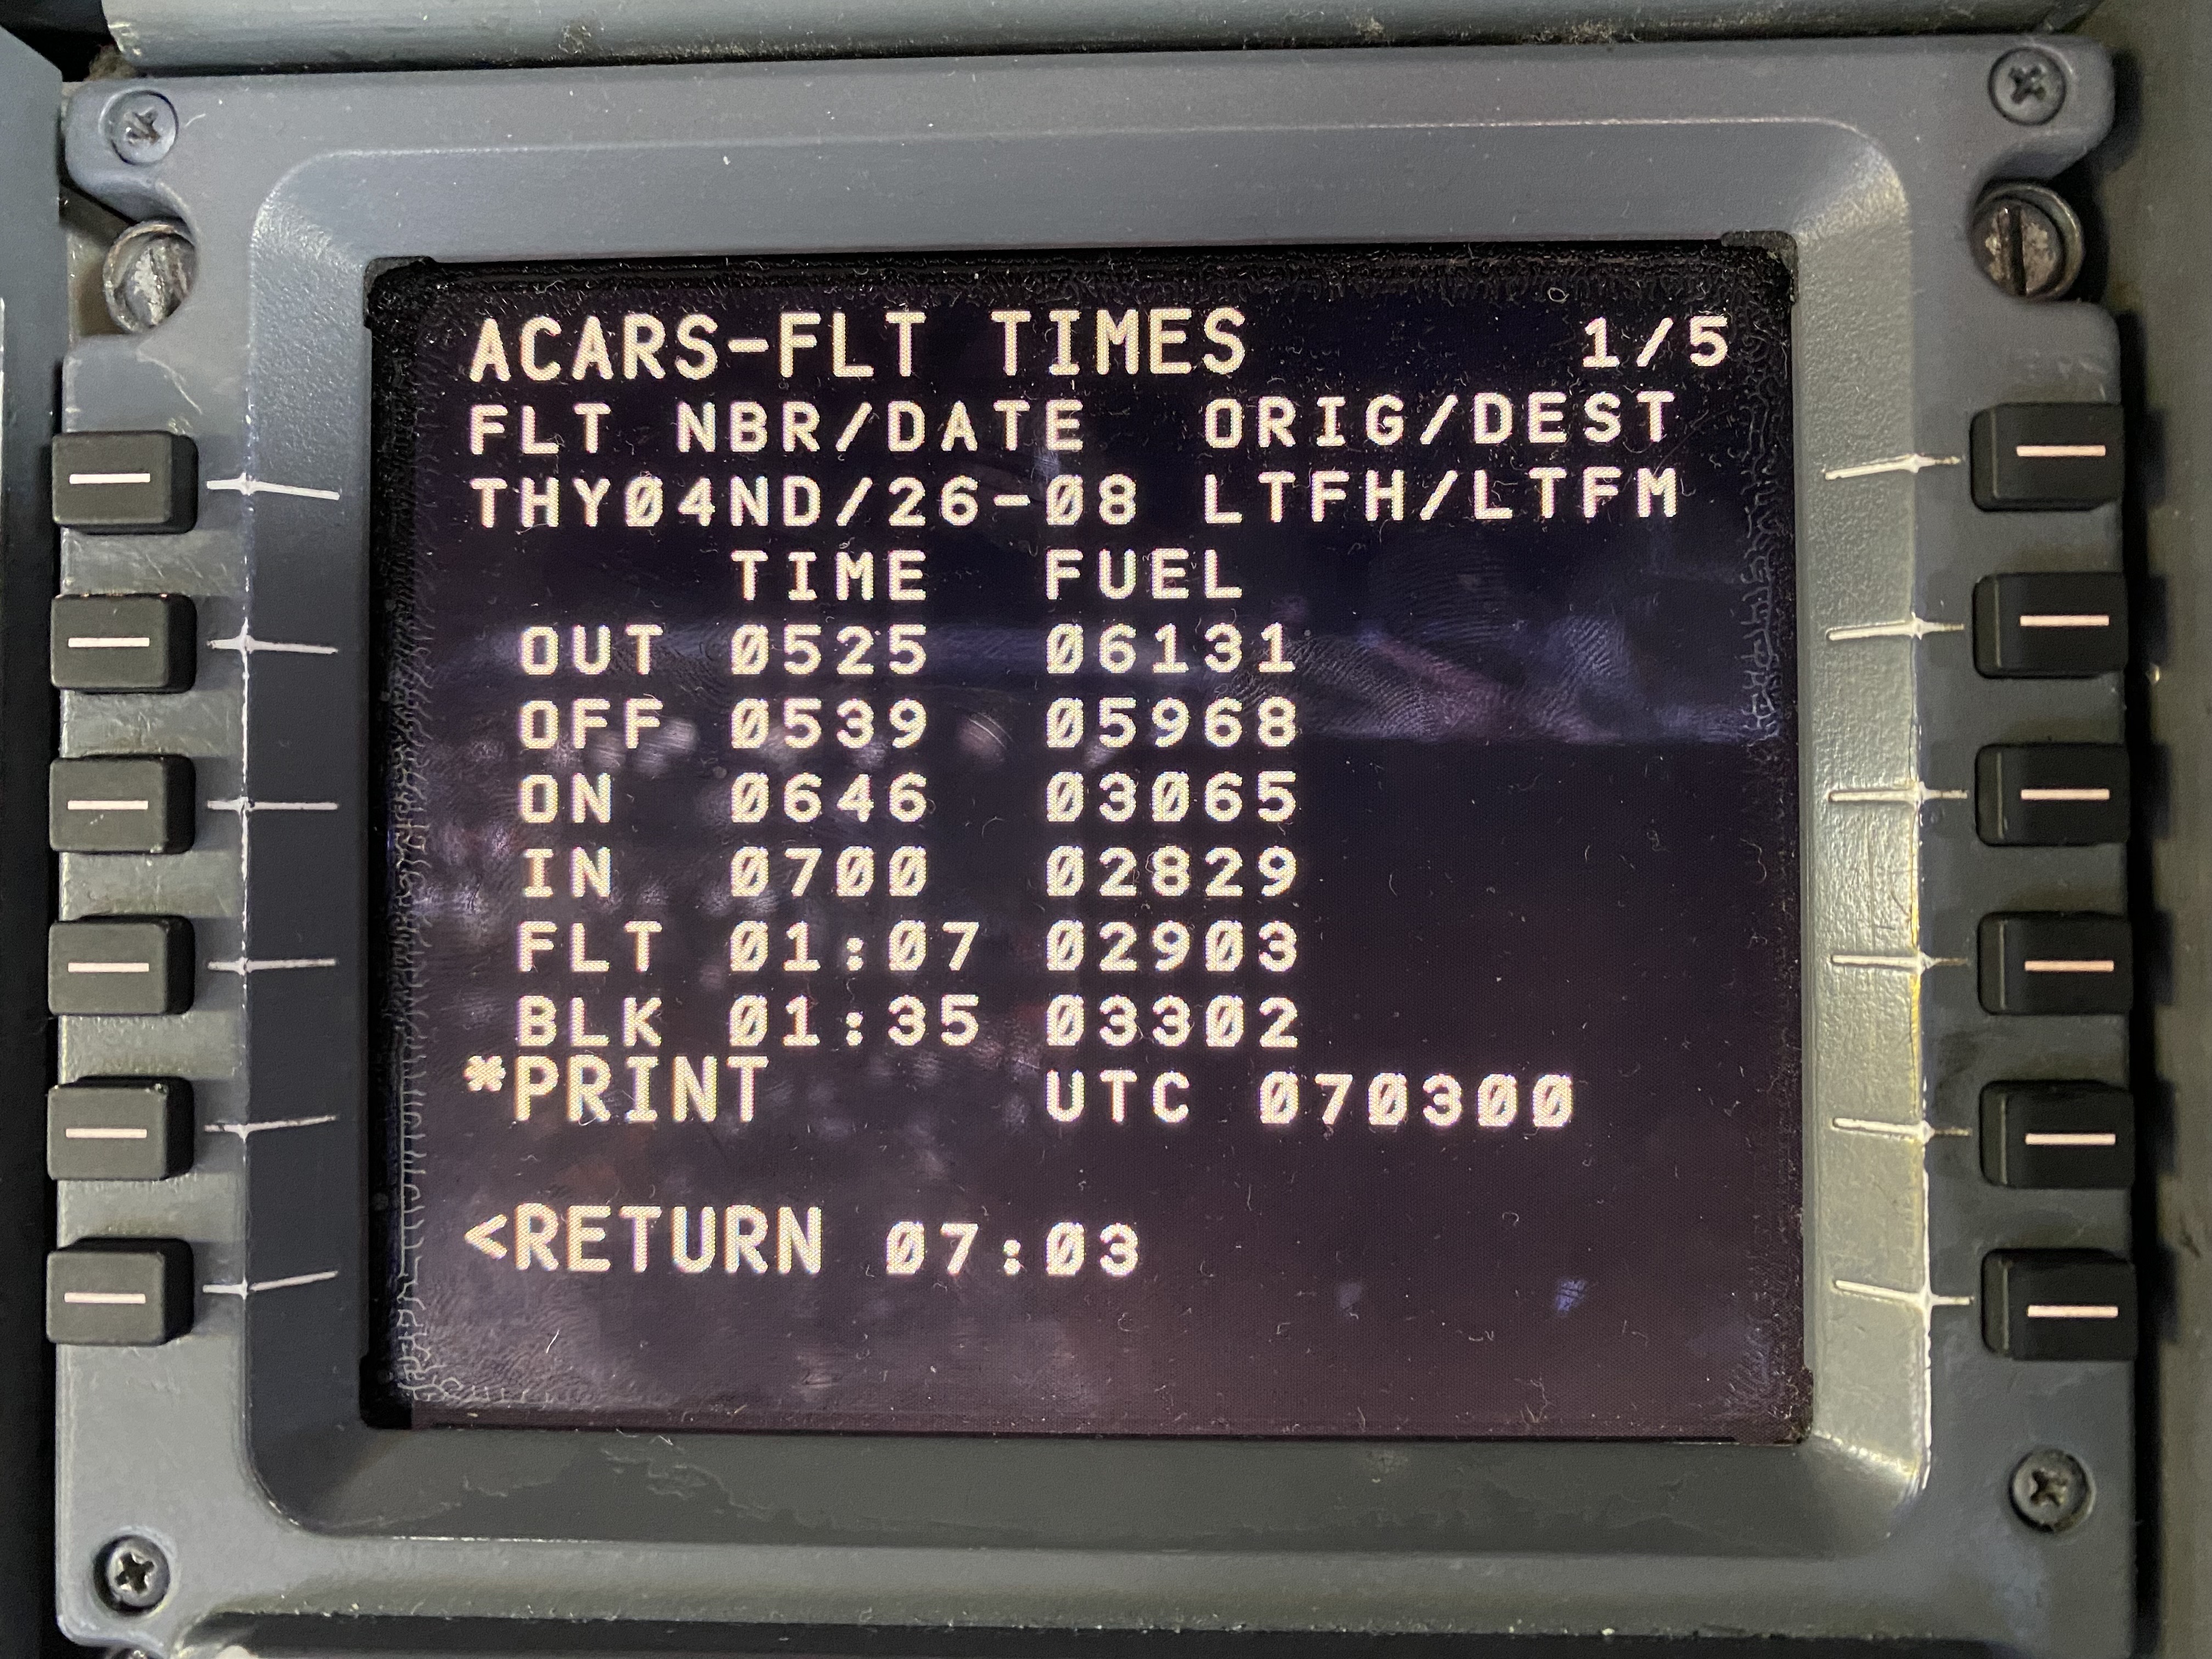 ACARS-FLT TIMES 1/5
FLT NBR/DATE ORIG/DEST
THY04ND/26-08 LTFH/LTFM
TIME FUEL
OUT 0525 06131
OFF 0539 05968
ON 0646 03065
IN 0700 02829
FLT 01:07 02903
BLK 01:35 03302
*PRINT UTC 070300
<RETURN 07:03